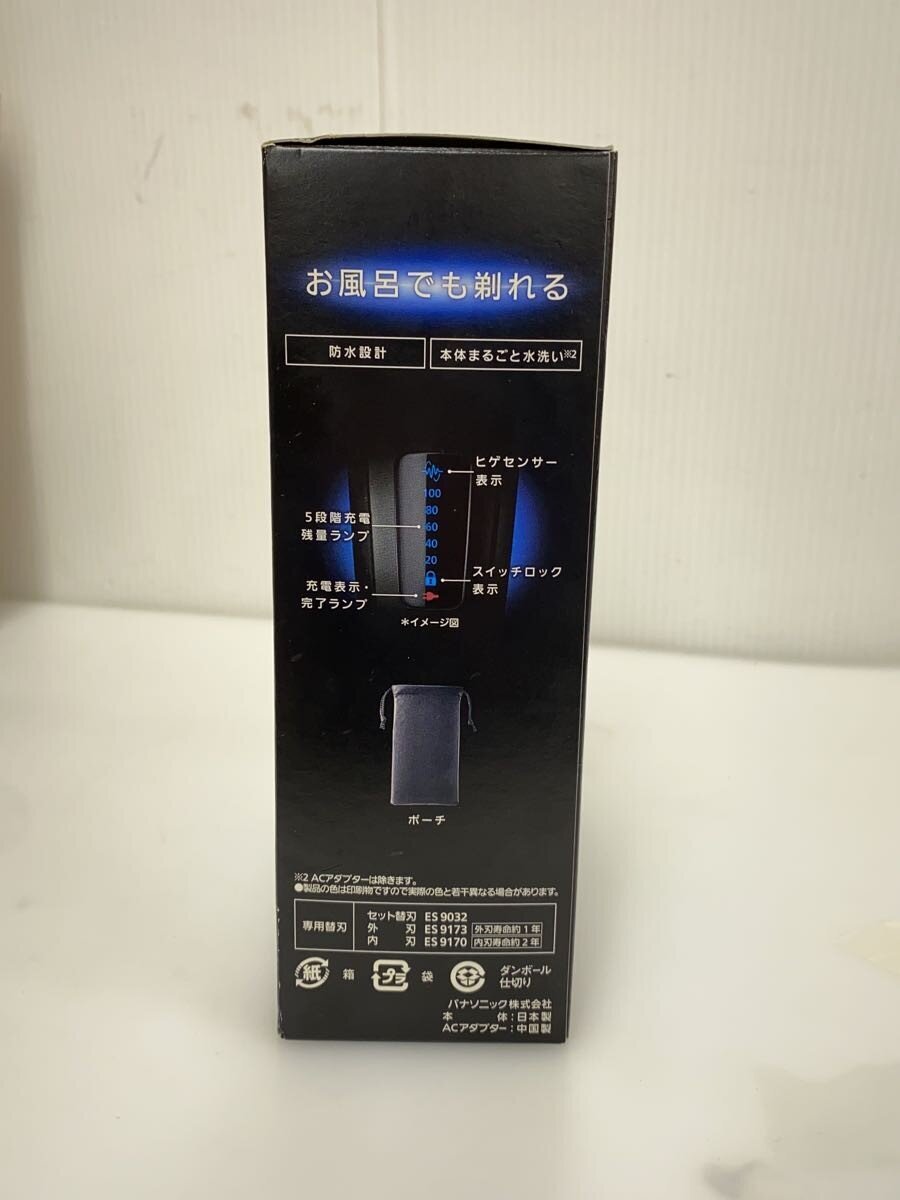 お風呂でも剃れる
防水設計
本体まるごと水洗い※2
ヒゲセンサー
表示
100
80
60
40
20
5段階充電
残量ランプ
スイッチロック
表示
充電表示・
完了ランプ
＊イメージ図
ポーチ
※2 ACアダプターは除きます。
●製品の色は印刷物ですので実際の色と若干異なる場合があります。
専用替刃
セット替刃 ES9032
外 刃 ES9173 外刃寿命約1年
内 刃 ES9170 内刃寿命約2年
紙 箱
プラ 袋
ダンボール
仕切り
パナソニック株式会社
本 体：日本製
ACアダプター：中国製